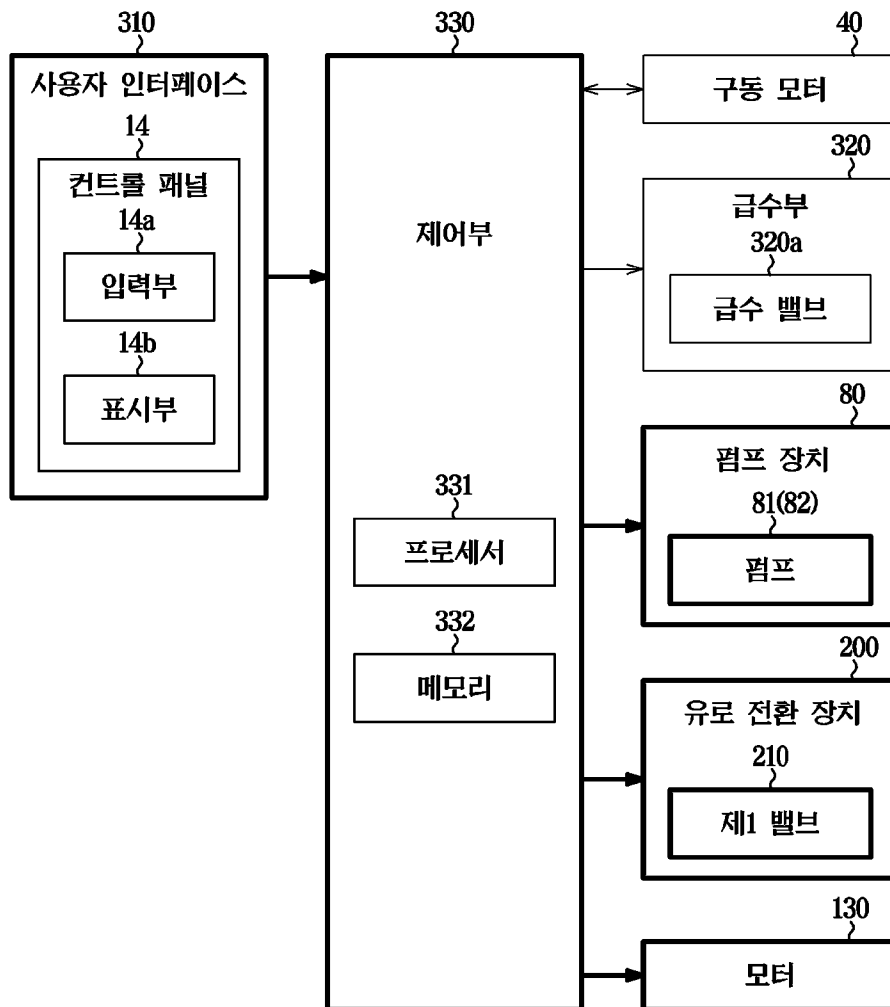 310
사용자 인터페이스
14
컨트롤 패널
14a
입력부
14b
표시부
330
제어부
331
프로세서
332
메모리
40
구동 모터
320
급수부
320a
급수 밸브
80
펌프 장치
81(82)
펌프
200
유로 전환 장치
210
제1 밸브
130
모터